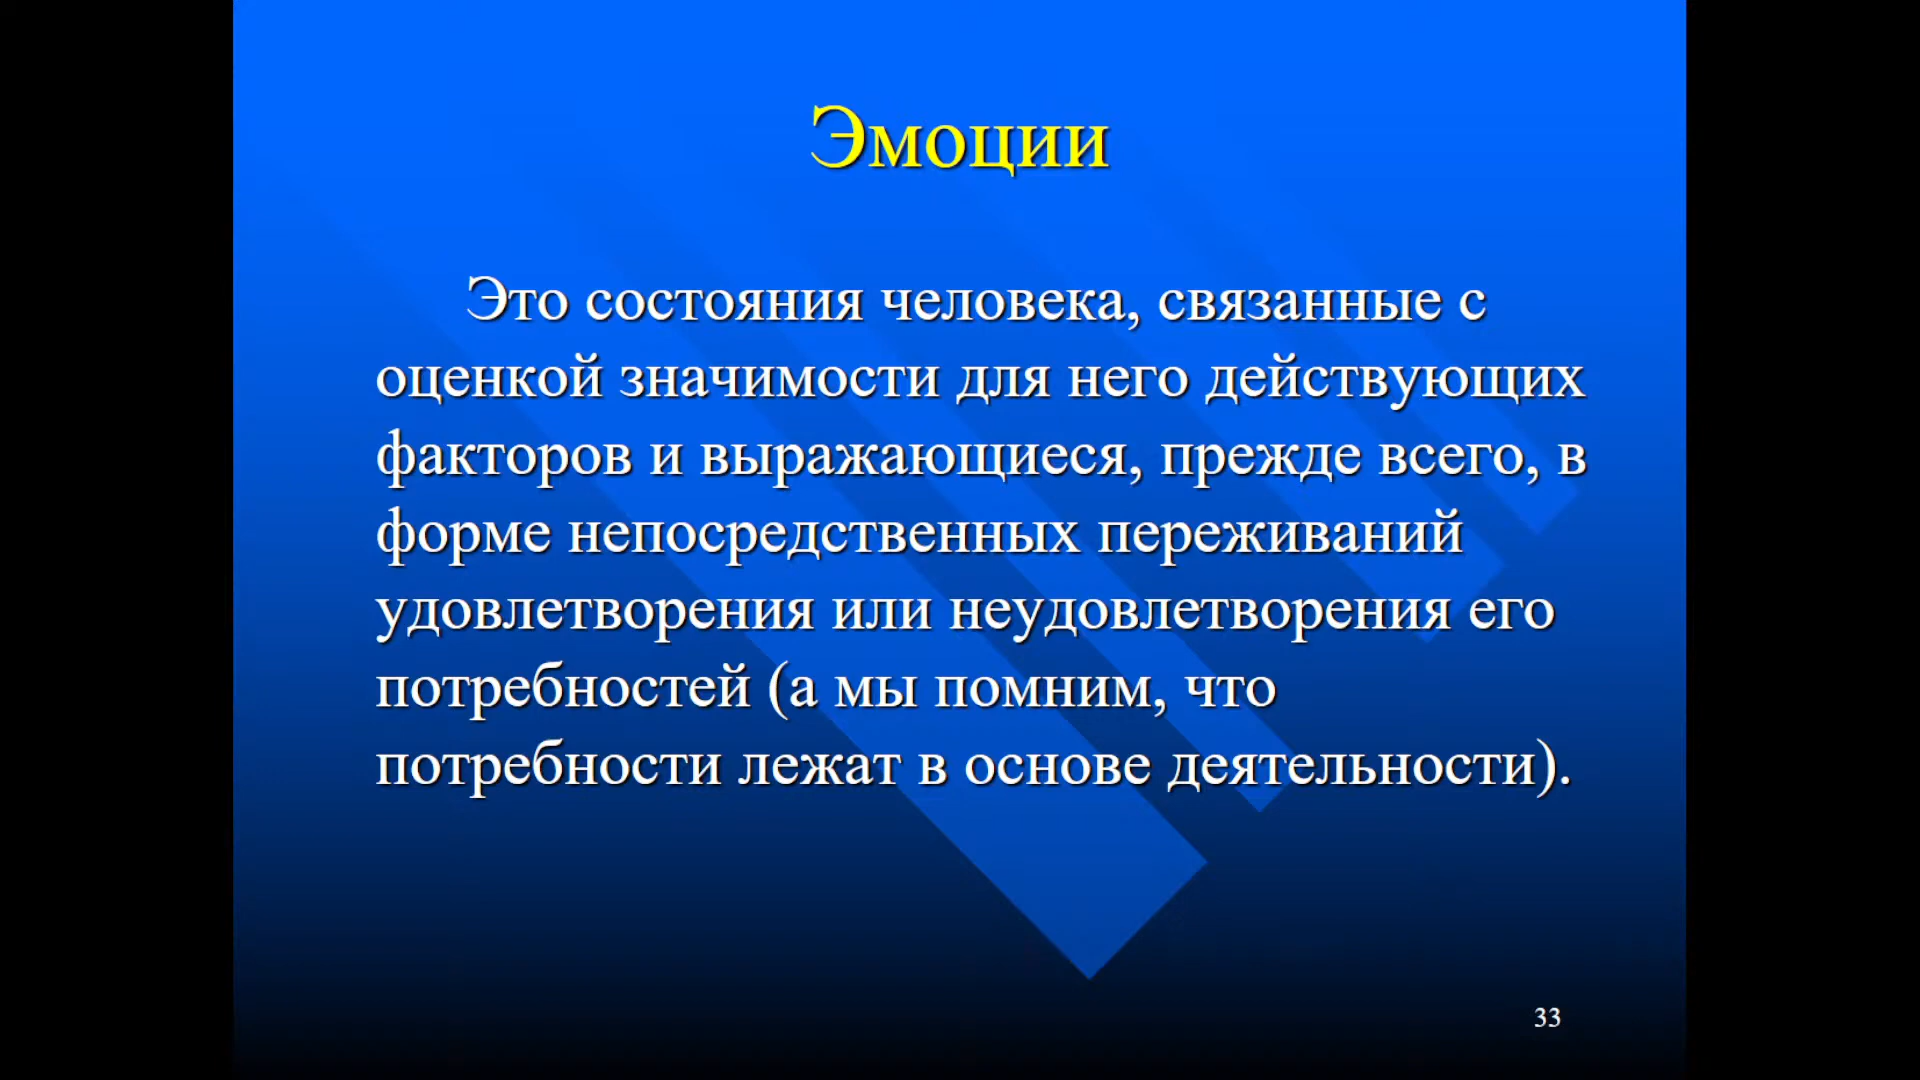 Эмоции
Это состояния человека, связанные с
оценкой значимости для него действующих
факторов и выражающиеся, прежде всего, в
форме непосредственных переживаний
удовлетворения или неудовлетворения его
потребностей (а мы помним, что
потребности лежат в основе деятельности).
33